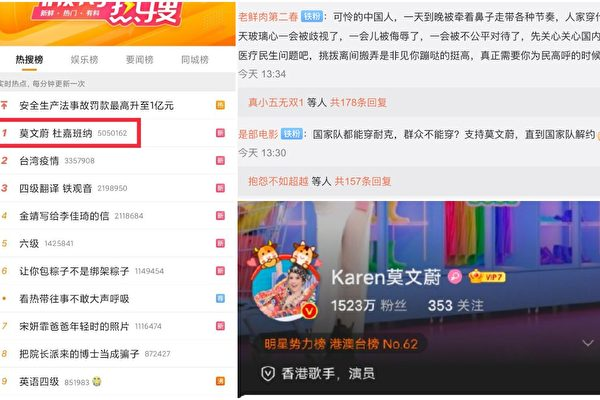 新鲜・热门・有料
热搜榜
娱乐榜
要闻榜
同城榜
实时热点，每分钟更新一次
安全生产法事故罚款最高升至1亿元
热
1 莫文蔚 杜嘉班纳 5050162
新
2 台湾疫情 3357908
3 四级翻译 铁观音 2198950
新
4 金靖写给李佳琦的信 2118684
新
5 六级 1425841
新
6 让你包粽子不是绑架粽子 1149454
新
看热带往事不敢大声呼吸
荐
7 宋妍霏爸爸年轻时的照片 1116474
新
8 把院长派来的博士当成骗子 872427
9 英语四级 851983
沸
老鲜肉第二春 铁粉：可怜的中国人，一天到晚被牵着鼻子走带各种节奏，人家穿
天玻璃心一会被歧视了，一会儿被侮辱了，一会被不公平对待了，先关心关心国内
医疗民生问题吧，挑拨离间搬弄是非见你蹦哒的挺高，真正需要你为民高呼的时候
今天 13:34
真小五无双1 等人 共178条回复
是部电影 铁粉：国家队都能穿耐克，群众不能穿？支持莫文蔚，直到国家队解约
今天 13:30
抱怨不如超越 等人 共157条回复
Karen莫文蔚
VIP7
1523万 粉丝 353 关注
明星势力榜 港澳台榜 No.62
香港歌手，演员